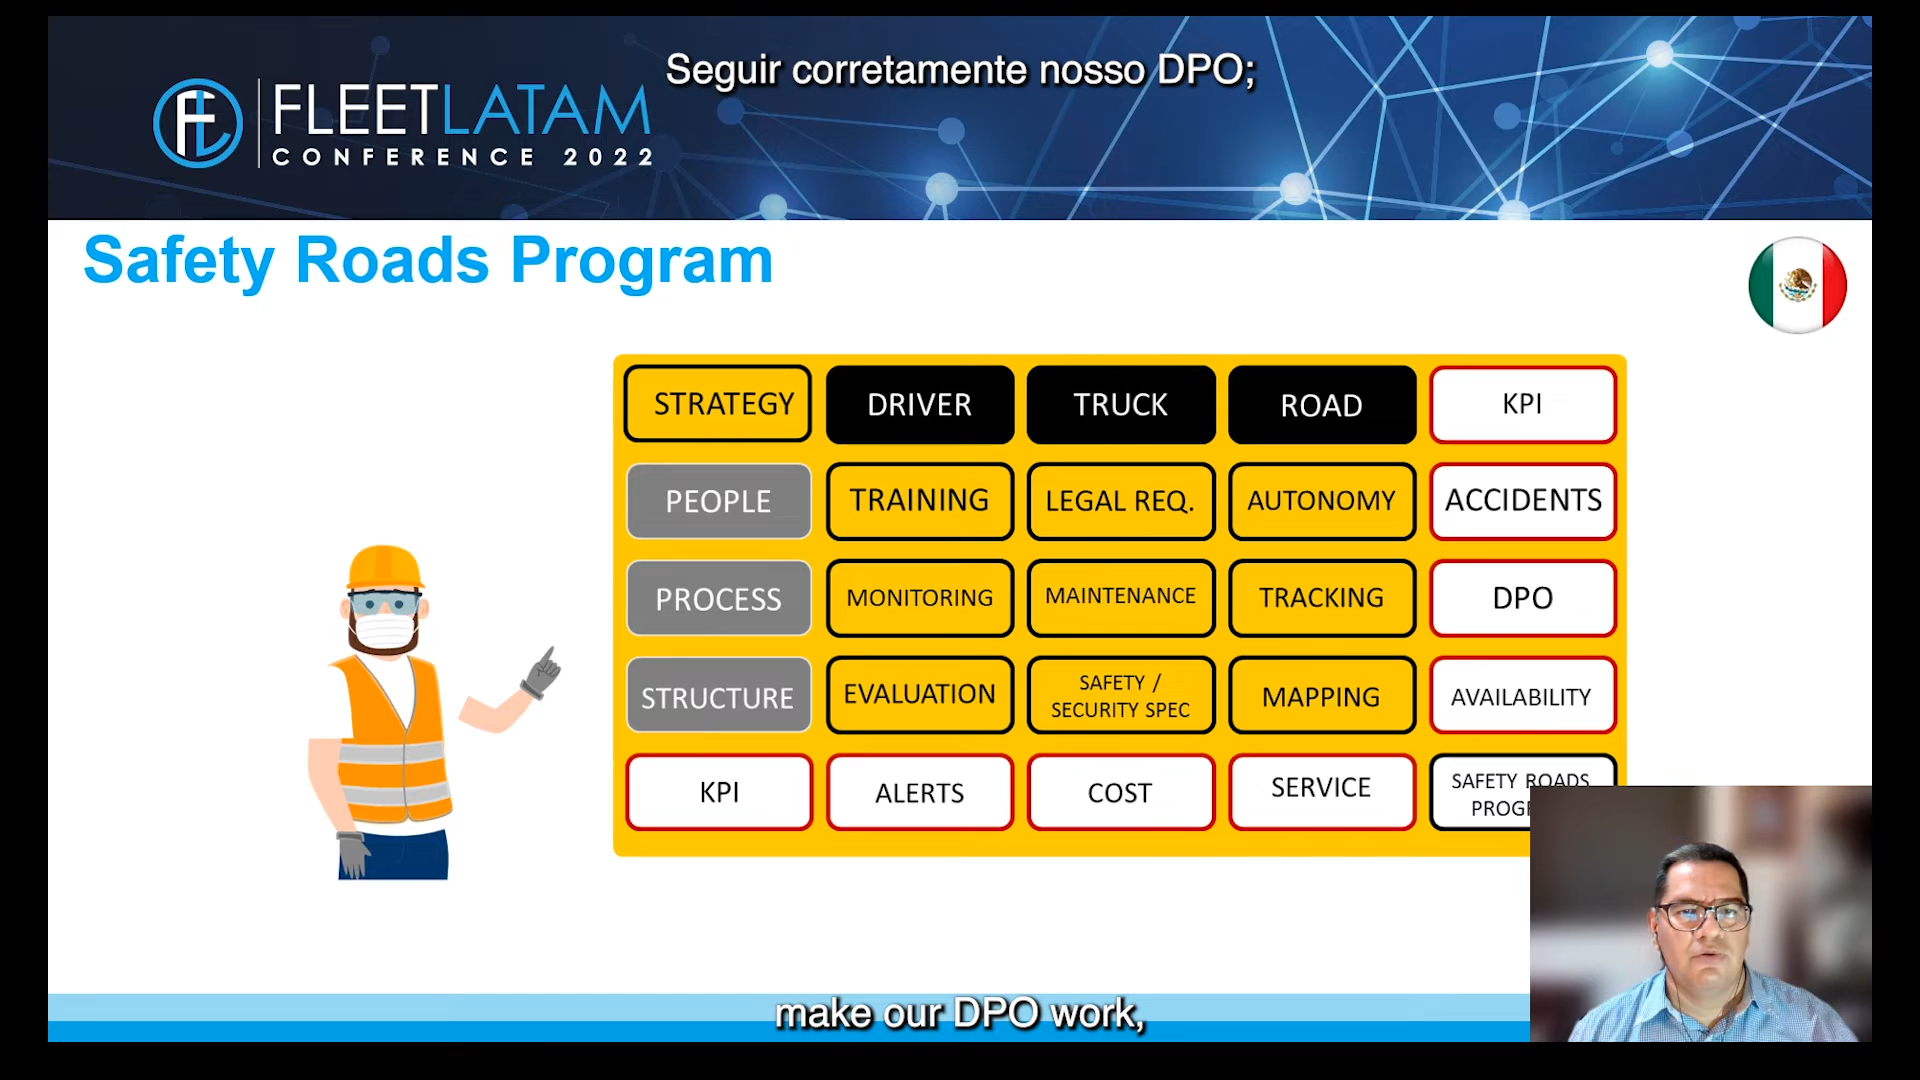 Seguir corretamente nosso DPO;
FLEETLATAM
CONFERENCE 2022
Safety Roads Program
STRATEGY DRIVER TRUCK ROAD KPI
PEOPLE TRAINING LEGAL REQ. AUTONOMY ACCIDENTS
PROCESS MONITORING MAINTENANCE TRACKING DPO
STRUCTURE EVALUATION SAFETY / SECURITY SPEC MAPPING AVAILABILITY
KPI ALERTS COST SERVICE SAFETY ROADS
make our DPO work,